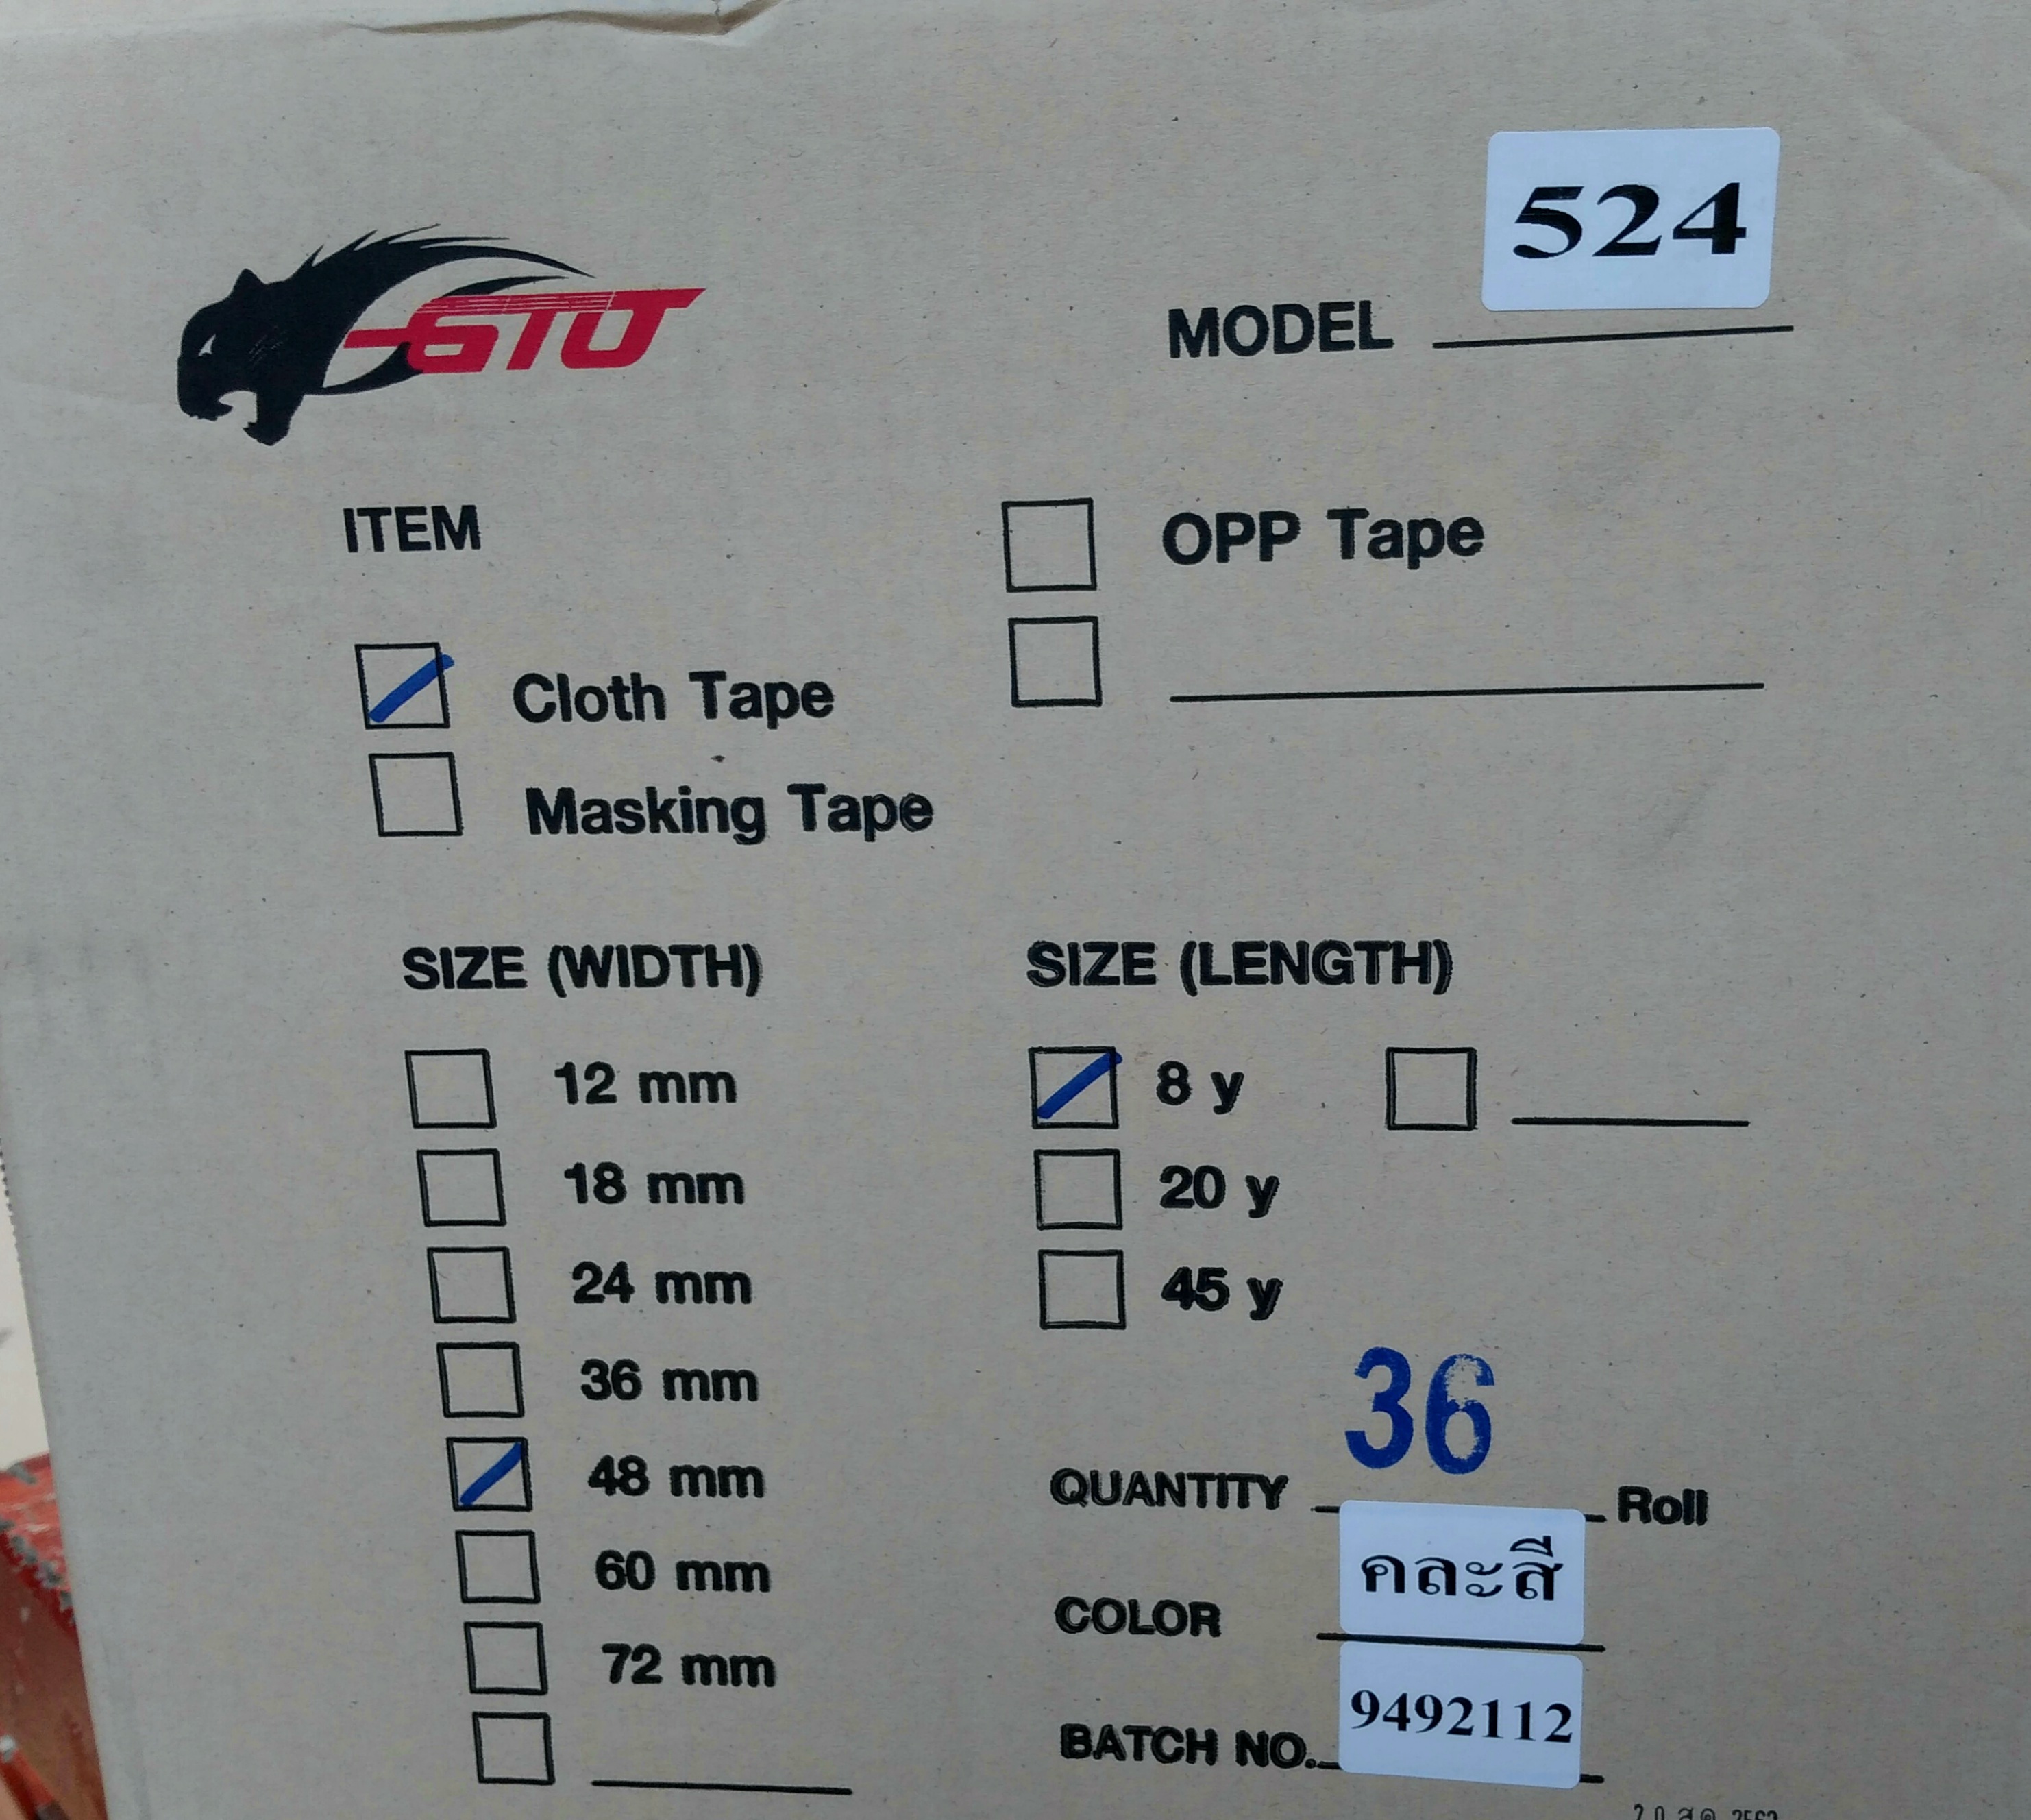 GTO
524
MODEL
ITEM
OPP Tape
Cloth Tape
Masking Tape
SIZE (WIDTH)
12 mm
18 mm
24 mm
36 mm
48 mm
60 mm
72 mm
SIZE (LENGTH)
8 y
20 y
45 y
QUANTITY 36 Roll
COLOR คละสี
BATCH NO. 9492112